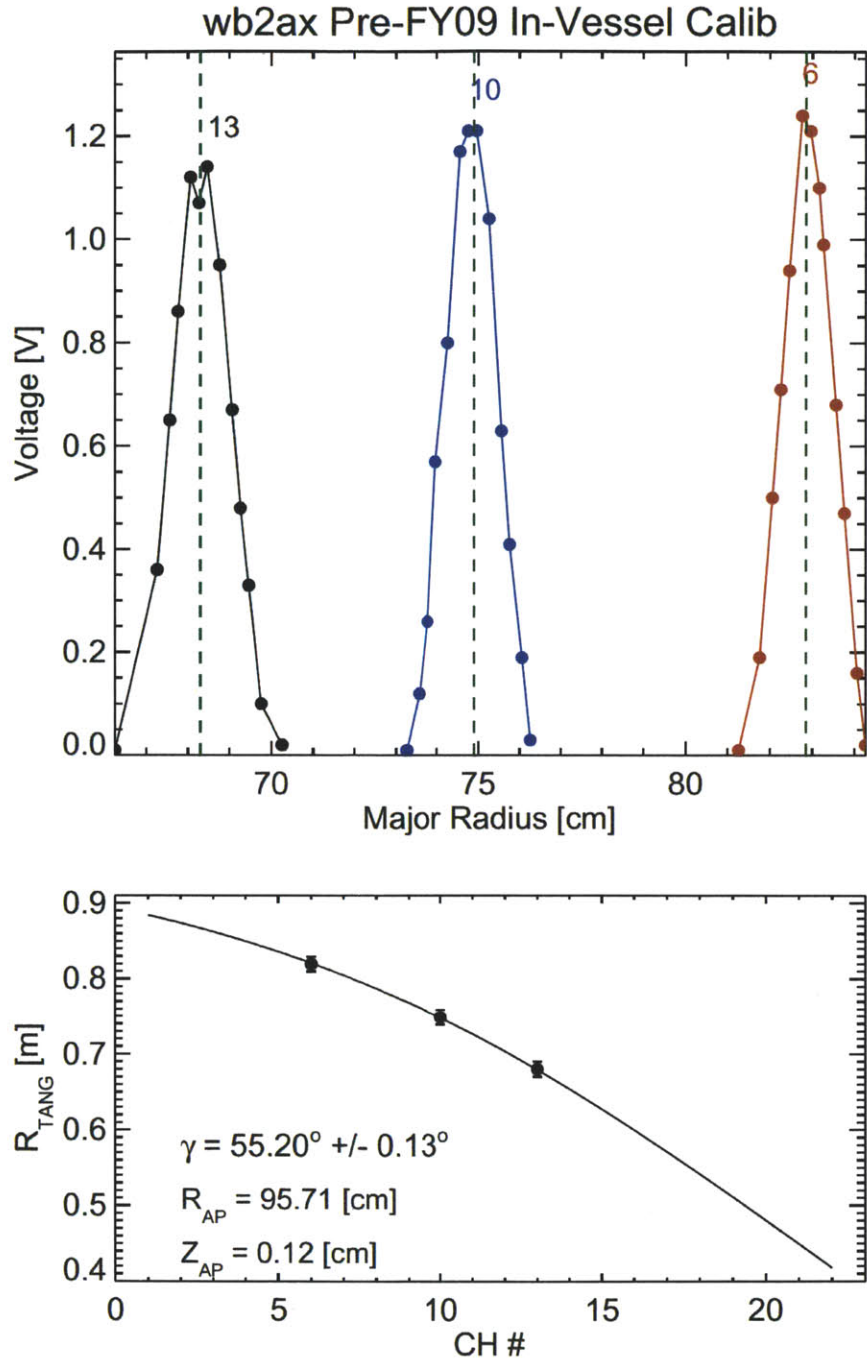 wb2ax Pre-FY09 In-Vessel Calib
13
10
6
1.2
1.0
0.8
0.6
0.4
0.2
0.0
Voltage [V]
70 75 80
Major Radius [cm]
0.9
0.8
0.7
0.6
0.5
0.4
R_TANG [m]
γ = 55.20° +/- 0.13°
R_AP = 95.71 [cm]
Z_AP = 0.12 [cm]
0 5 10 15 20
CH #